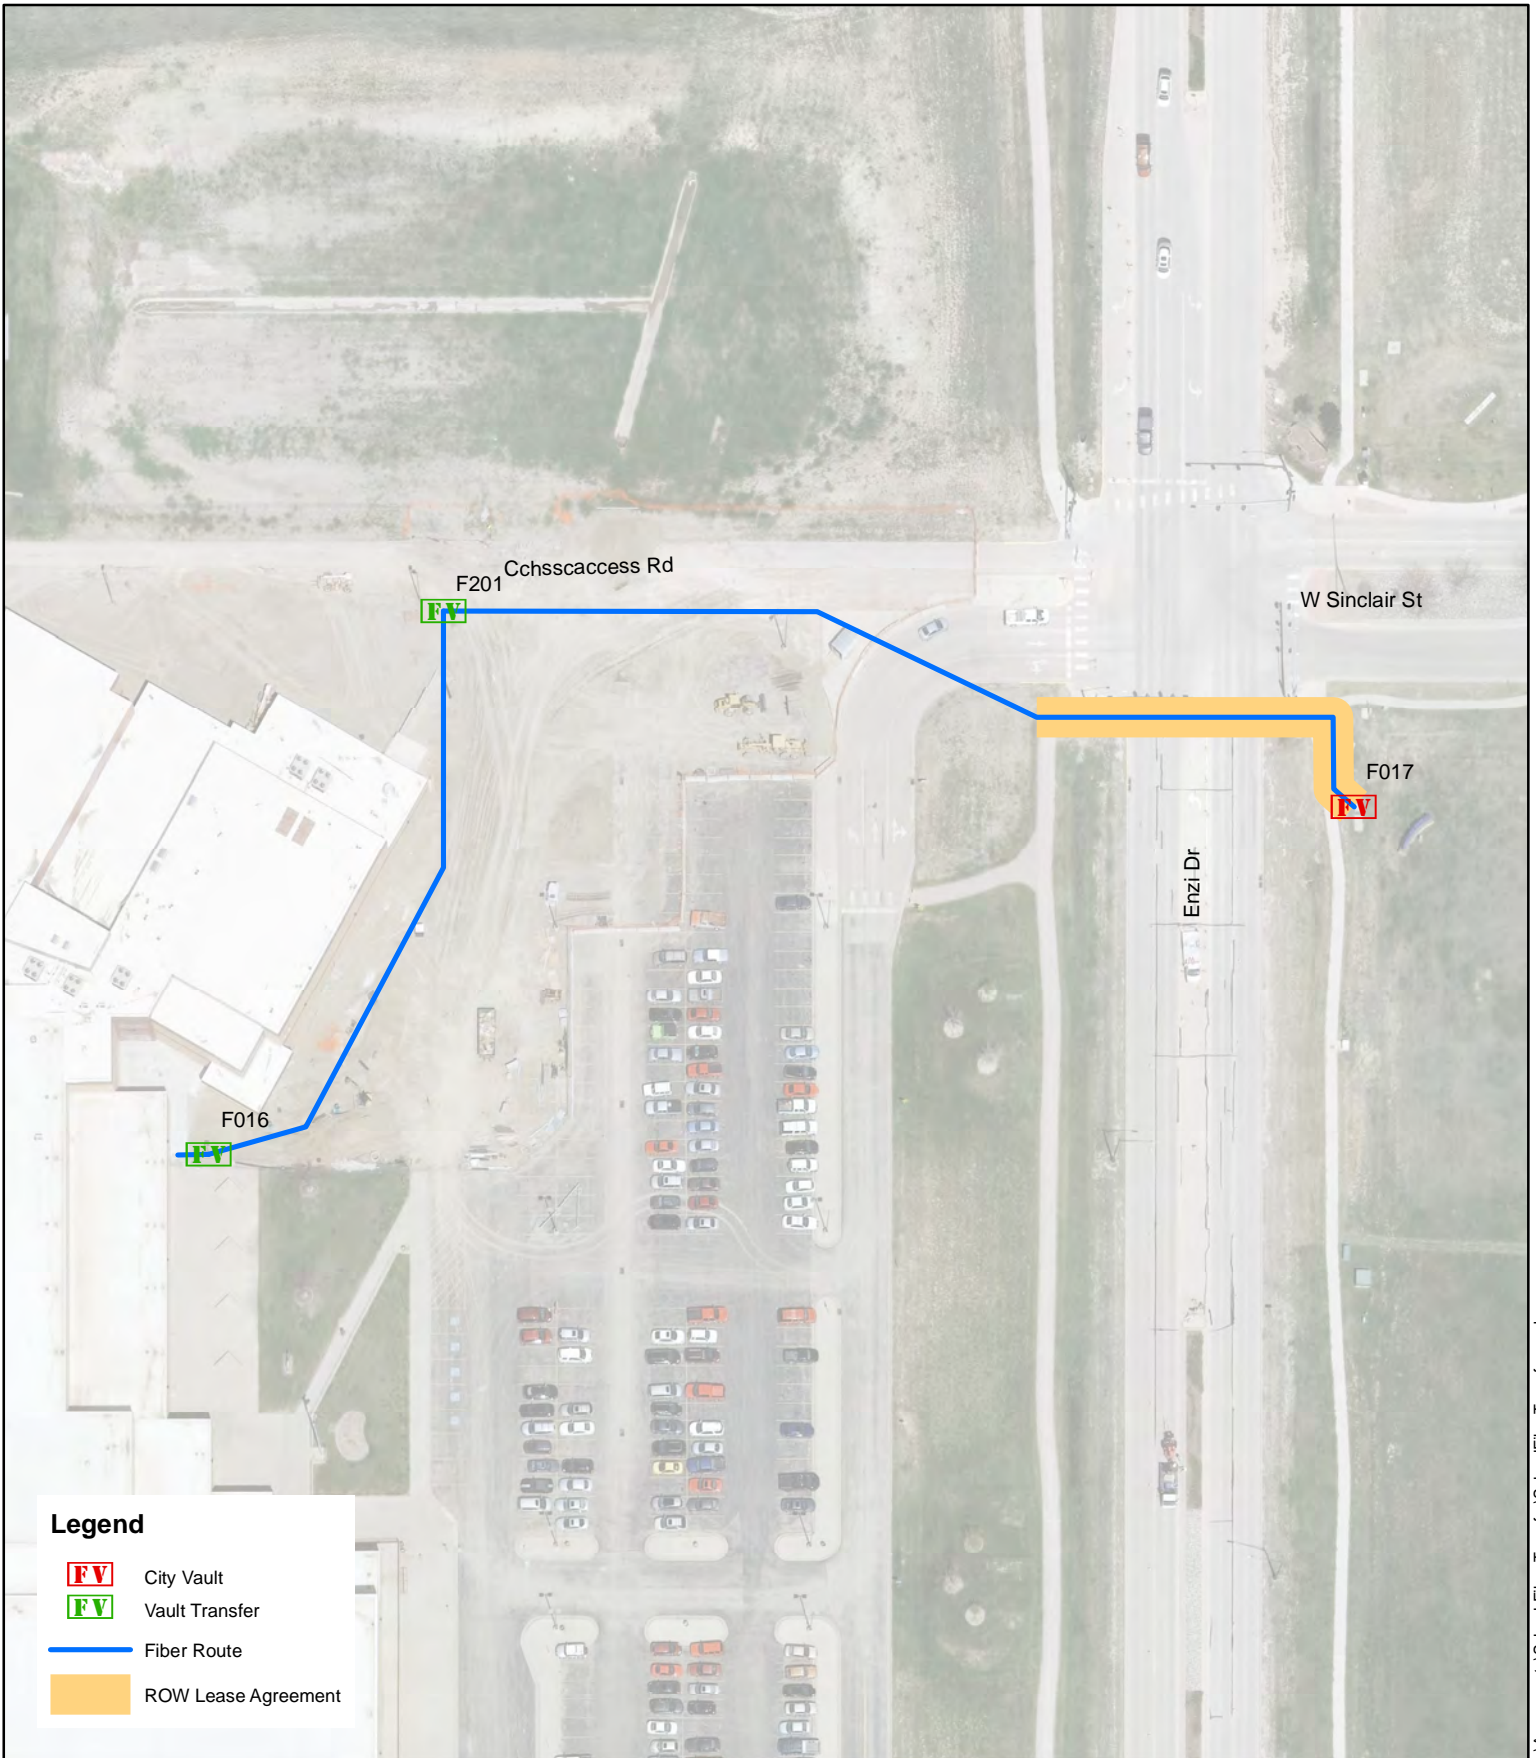 Cchsscaccess Rd
F201
W Sinclair St
F017
Enzi Dr
F016
Legend
FV City Vault
FV Vault Transfer
Fiber Route
ROW Lease Agreement
FV
FV
FV